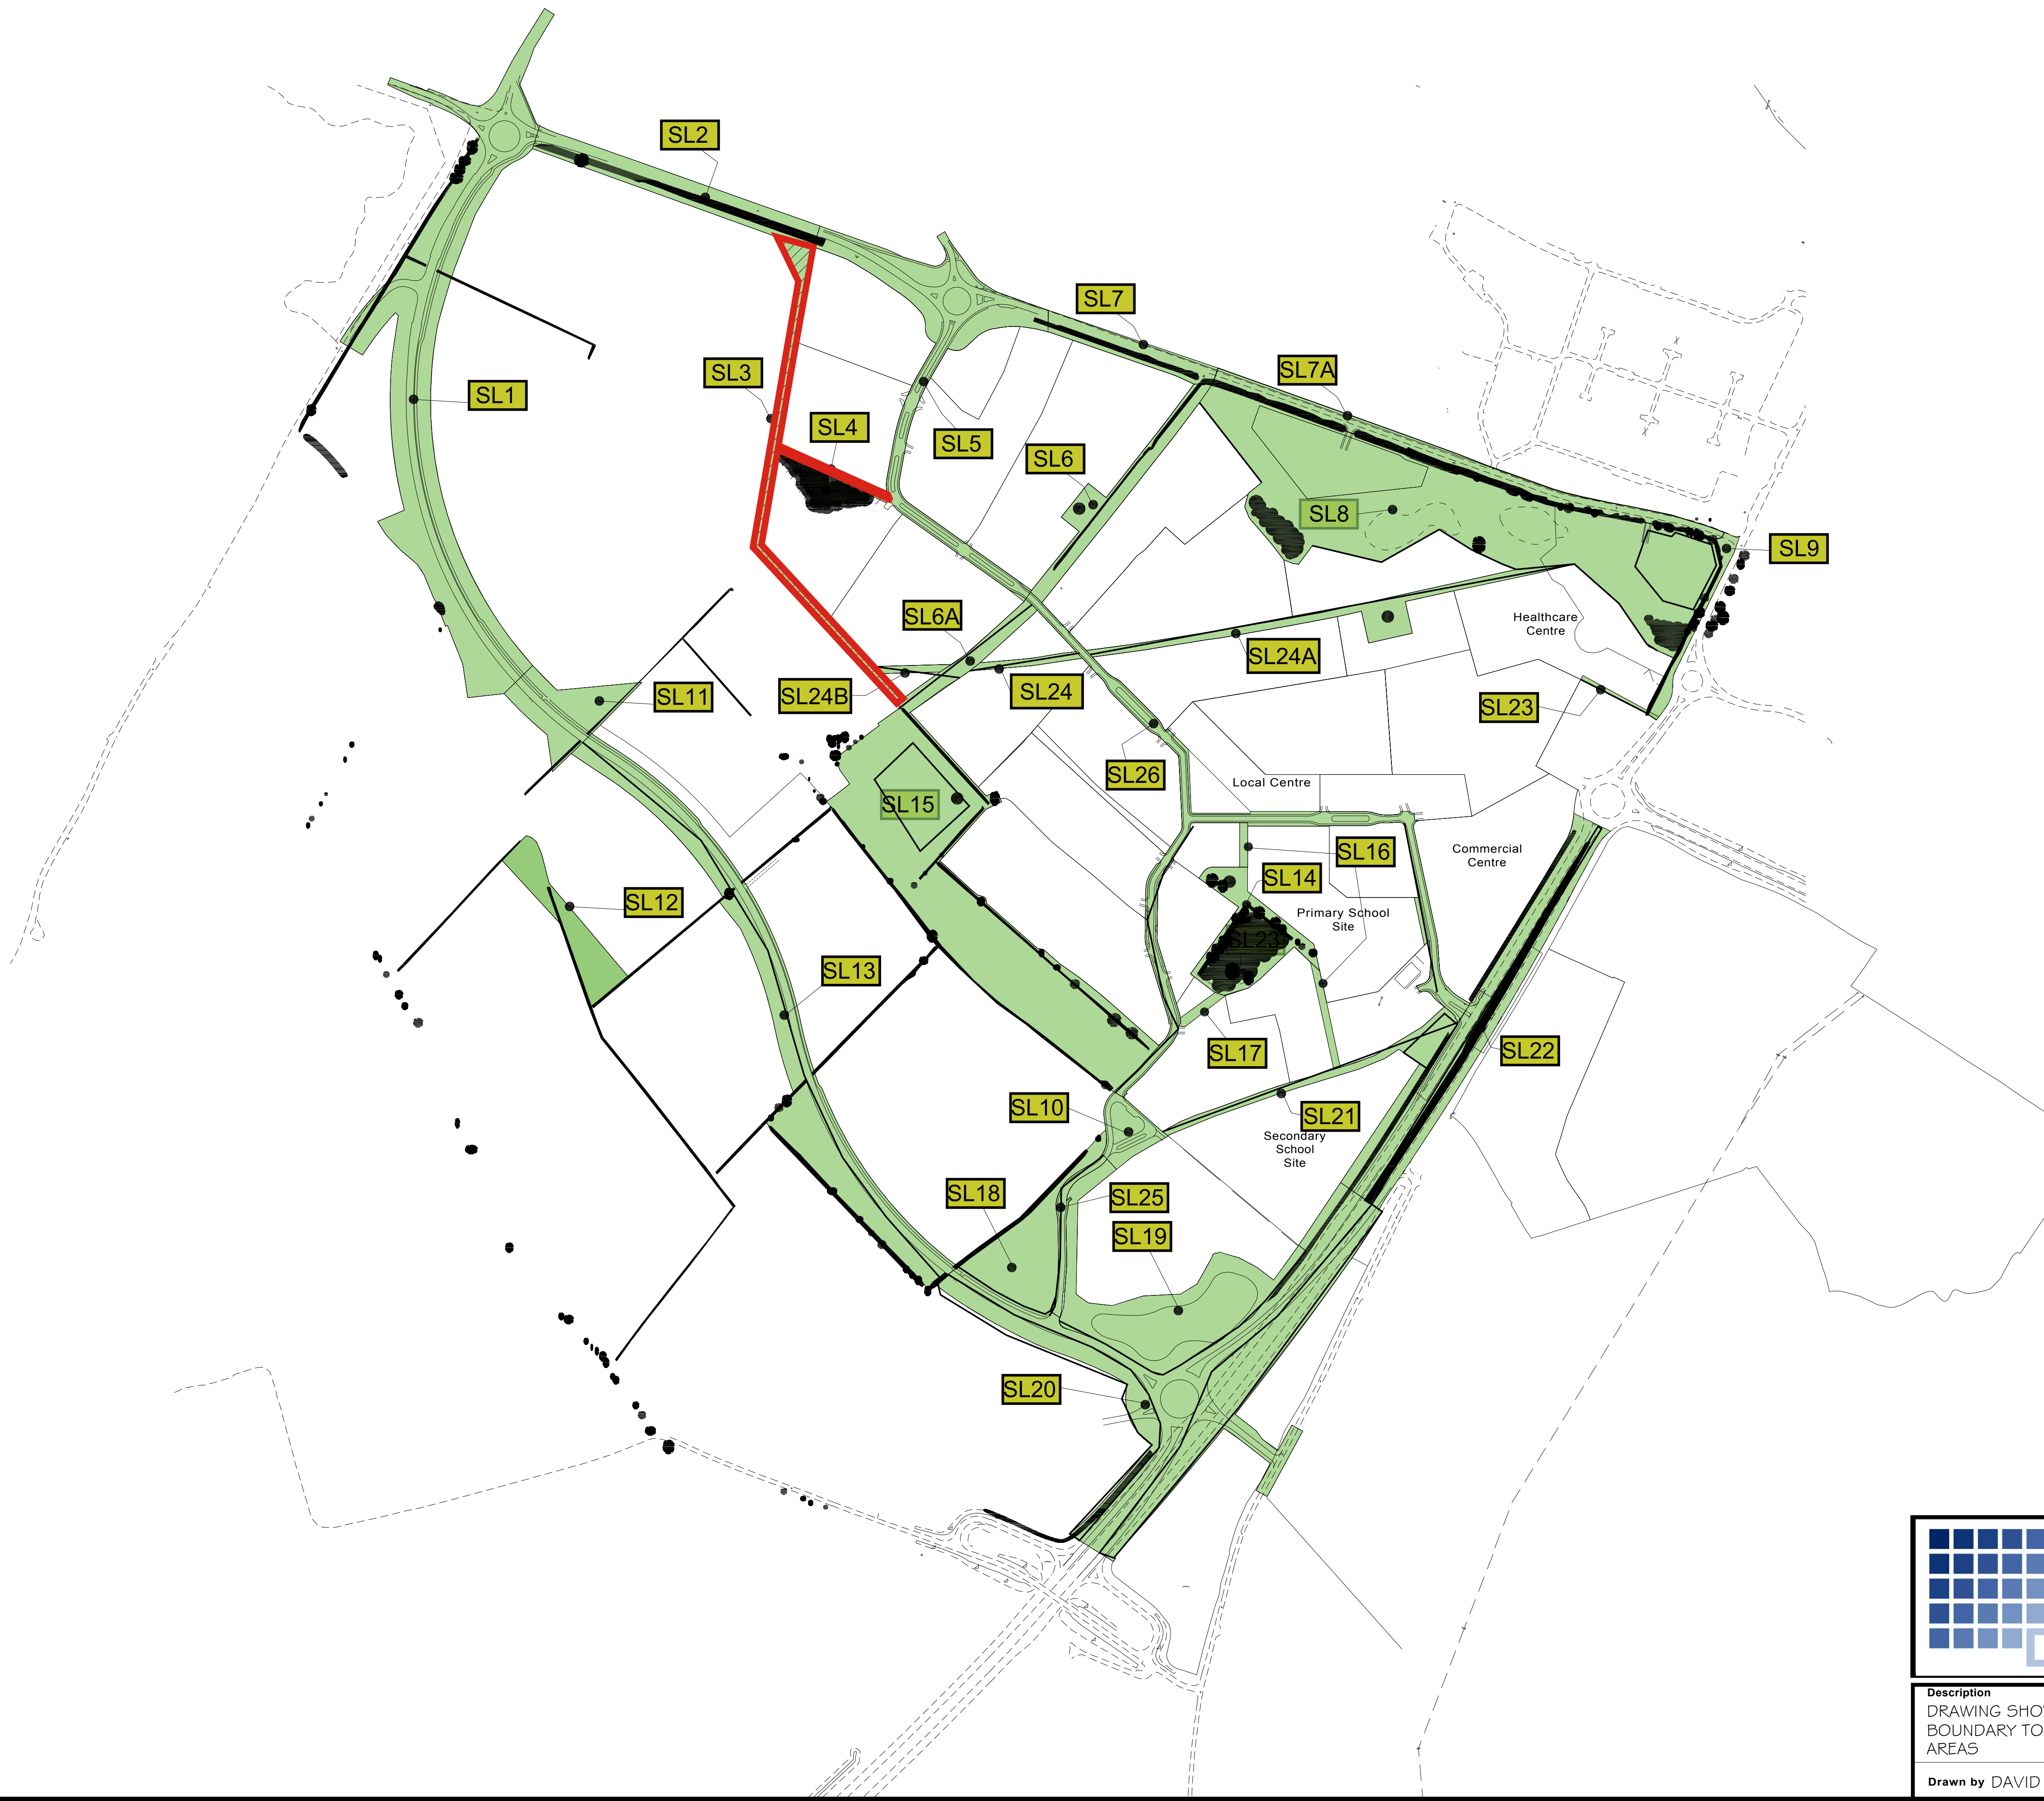 SL2
SL7
SL7A
SL3
SL1
SL4
SL5
SL6
SL8
SL9
SL6A
Healthcare
Centre
SL24A
SL24B
SL24
SL11
SL23
SL26
Local Centre
SL15
SL16
Commercial
Centre
SL14
SL12
Primary School
Site
SL23
SL13
SL17
SL22
SL10
SL21
Secondary
School
Site
SL18
SL25
SL19
SL20
Description
DRAWING SHO
BOUNDARY TO
AREAS
Drawn by DAVID